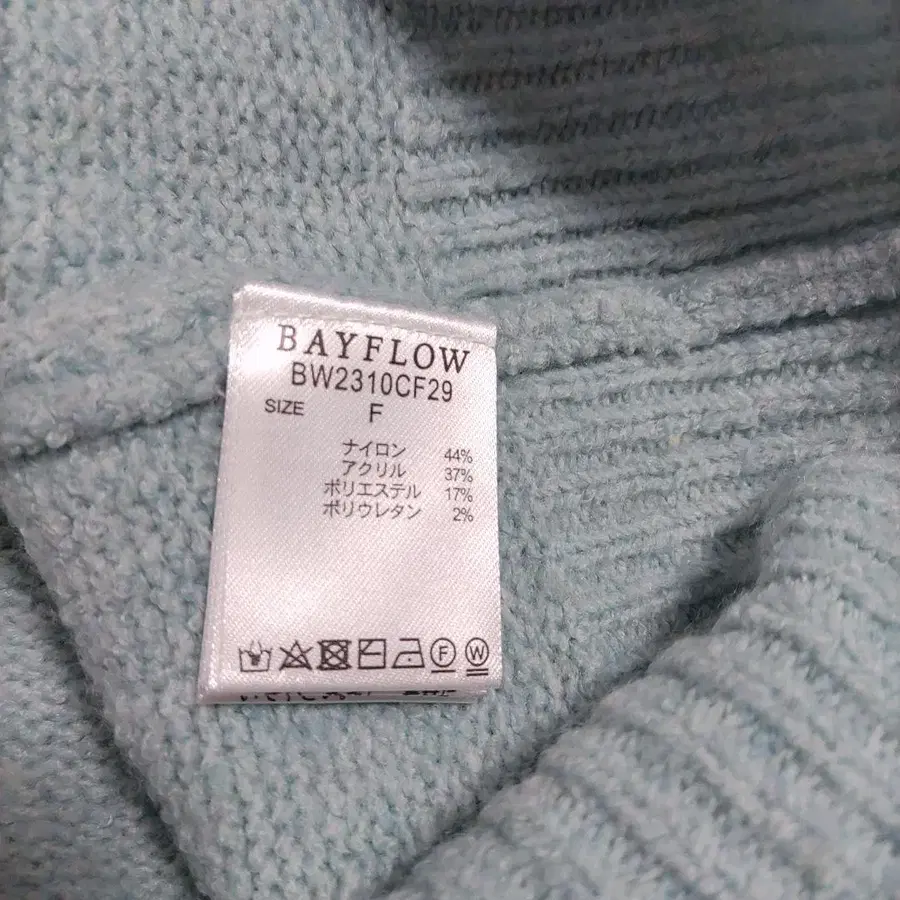 BAYFLOW
BW2310CF29
SIZE F
ナイロン 44%
アクリル 37%
ポリエステル 17%
ポリウレタン 2%
F W